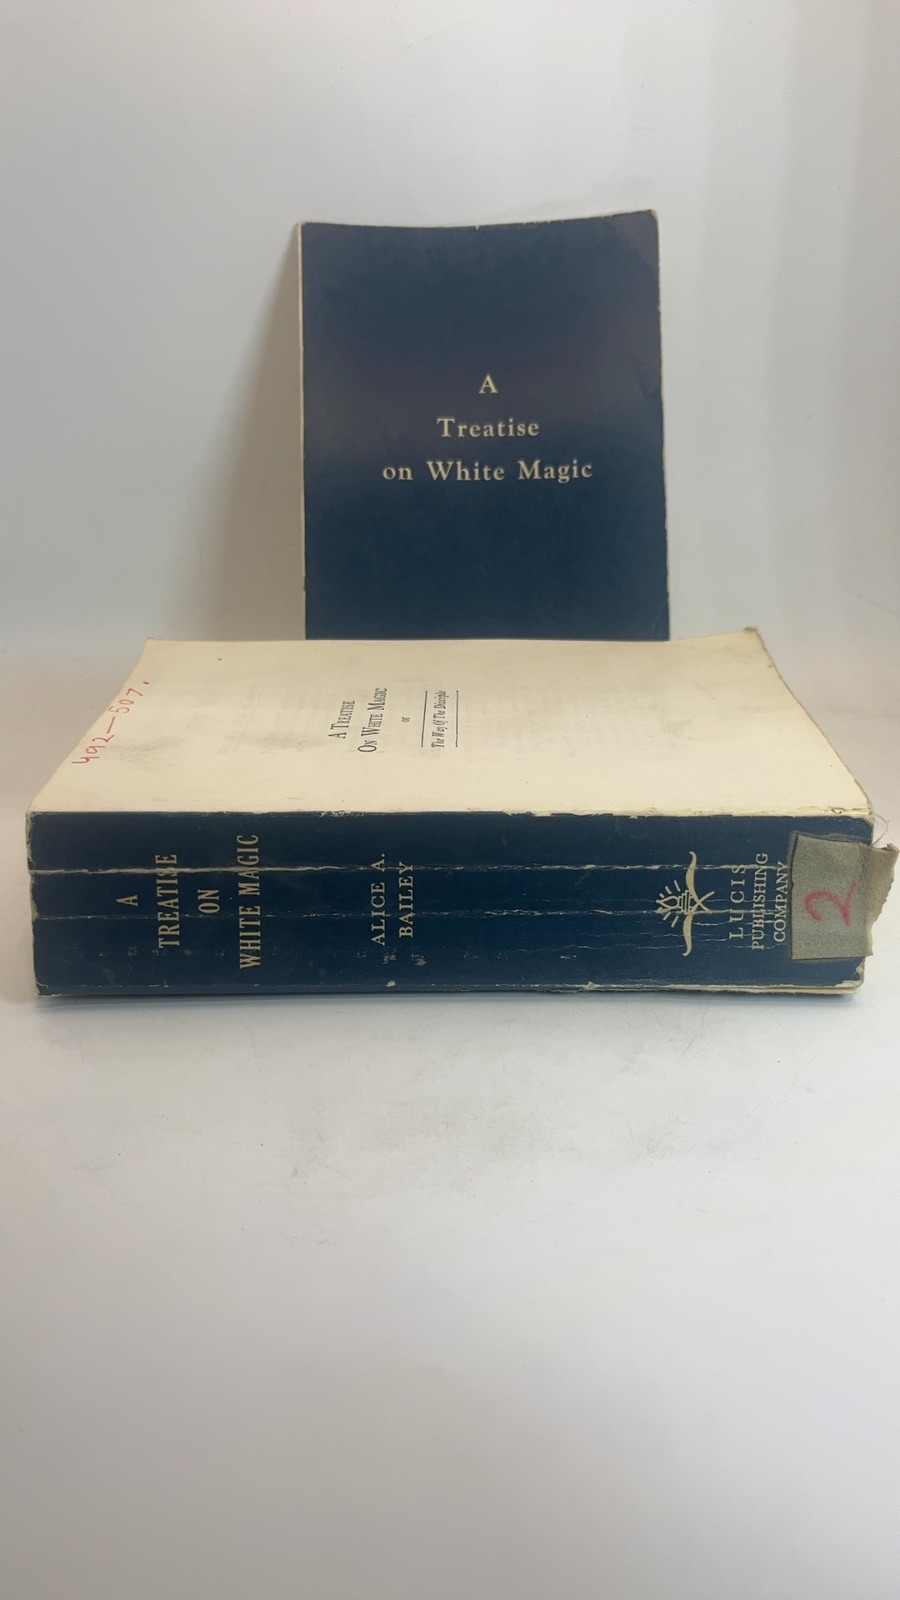 A
Treatise
on White Magic
492-507.
A TREATISE
ON WHITE MAGIC
or
The Way Of The Disciple
A
TREATISE
ON
WHITE MAGIC
ALICE A.
BAILEY
LUCIS
PUBLISHING
COMPANY
2